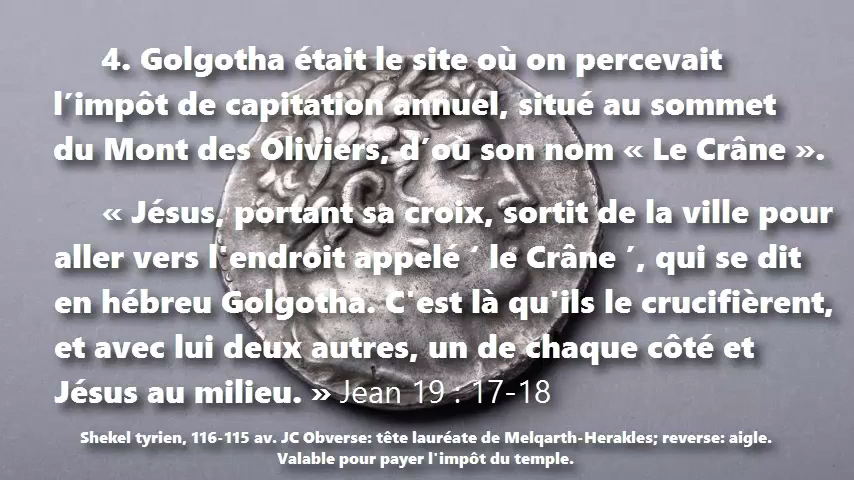 4. Golgotha était le site où on percevait
l’impôt de capitation annuel, situé au sommet
du Mont des Oliviers, d’où son nom « Le Crâne ».
« Jésus, portant sa croix, sortit de la ville pour
aller vers l'endroit appelé ‘ le Crâne ’, qui se dit
en hébreu Golgotha. C'est là qu'ils le crucifièrent,
et avec lui deux autres, un de chaque côté et
Jésus au milieu. » Jean 19 : 17-18
Shekel tyrien, 116-115 av. JC Obverse: tête lauréate de Melqarth-Herakles; reverse: aigle.
Valable pour payer l'impôt du temple.